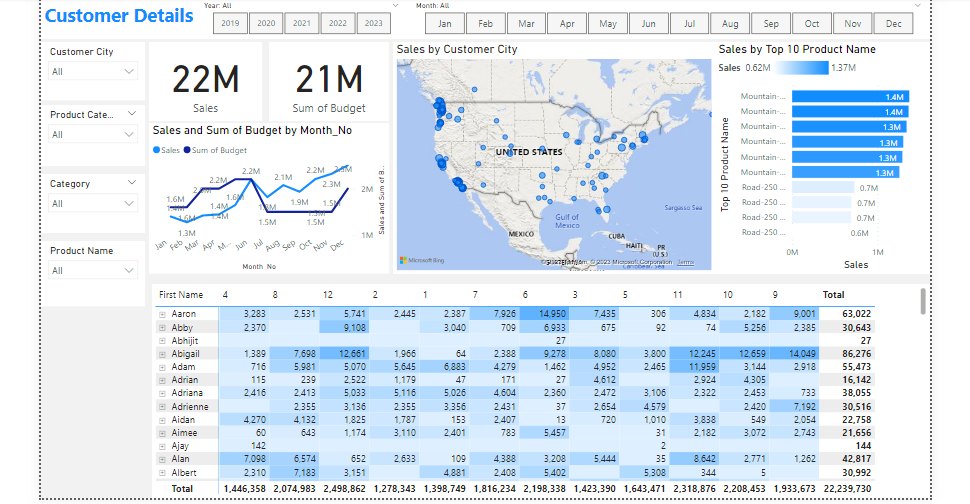 Customer Details
Year: All
2019 2020 2021 2022 2023
Month: All
Jan Feb Mar Apr May Jun Jul Aug Sep Oct Nov Dec
Customer City
All
Product Cate...
All
Category
All
Product Name
All
22M
Sales
21M
Sum of Budget
Sales and Sum of Budget by Month_No
Sales Sum of Budget
2.2M 2.1M 2.2M 2.3M
1.6M 1.6M 1.9M 2.3M
1.6M 1.4M 1.5M 1.5M
1.3M
2M
1M
Sales and Sum of B...
Jan Feb Mar Apr M... Jun Jul Aug Sep Oct Nov Dec
Month_No
Sales by Customer City
UNITED STATES
MEXICO
Gulf of
Mexico
CUBA
HAITI
PR
(U.S.)
Sargasso Sea
Caribbean Sea
Microsoft Bing
© 2023 Microsoft Corporation Terms
Sales by Top 10 Product Name
Sales 0.62M 1.37M
Top 10 Product Name
Mountain-... 1.4M
Mountain-... 1.4M
Mountain-... 1.3M
Mountain-... 1.3M
Mountain-... 1.3M
Mountain-... 1.3M
Road-250 ... 0.7M
Road-250 ... 0.7M
Road-250 ... 0.7M
Road-250 ... 0.6M
0M 1M
Sales
First Name 4 8 12 2 1 7 6 3 5 11 10 9 Total
Aaron 3,283 2,531 5,741 2,445 2,387 7,926 14,950 7,435 306 4,834 2,182 9,001 63,022
Abby 2,370 9,108 3,040 709 6,933 675 92 74 5,256 2,385 30,643
Abhijit 27 27
Abigail 1,389 7,698 12,661 1,966 64 2,388 9,278 8,080 3,800 12,245 12,659 14,049 86,276
Adam 716 5,981 5,070 5,645 6,883 4,279 1,462 4,952 2,465 11,959 3,144 2,918 55,473
Adrian 115 239 2,522 1,179 47 171 27 4,612 2,924 4,305 16,142
Adriana 2,416 2,413 5,033 5,116 5,026 4,604 2,360 2,472 3,106 2,322 2,453 733 38,055
Adrienne 2,355 3,136 2,355 3,356 2,431 37 2,654 4,579 2,420 7,192 30,516
Aidan 4,270 4,132 1,825 1,787 153 2,407 13 720 1,010 3,838 549 2,054 22,758
Aimee 60 643 1,174 3,110 2,401 783 5,457 31 2,182 3,072 2,743 21,656
Ajay 142 2 144
Alan 7,098 6,574 652 2,633 109 4,388 3,208 5,444 35 8,642 2,771 1,262 42,817
Albert 2,310 7,183 3,151 4,881 2,408 5,402 5,308 344 5 30,992
Total 1,446,358 2,074,983 2,498,862 1,278,343 1,398,749 1,816,234 2,198,338 1,423,390 1,643,471 2,318,876 2,208,453 1,933,673 22,239,730